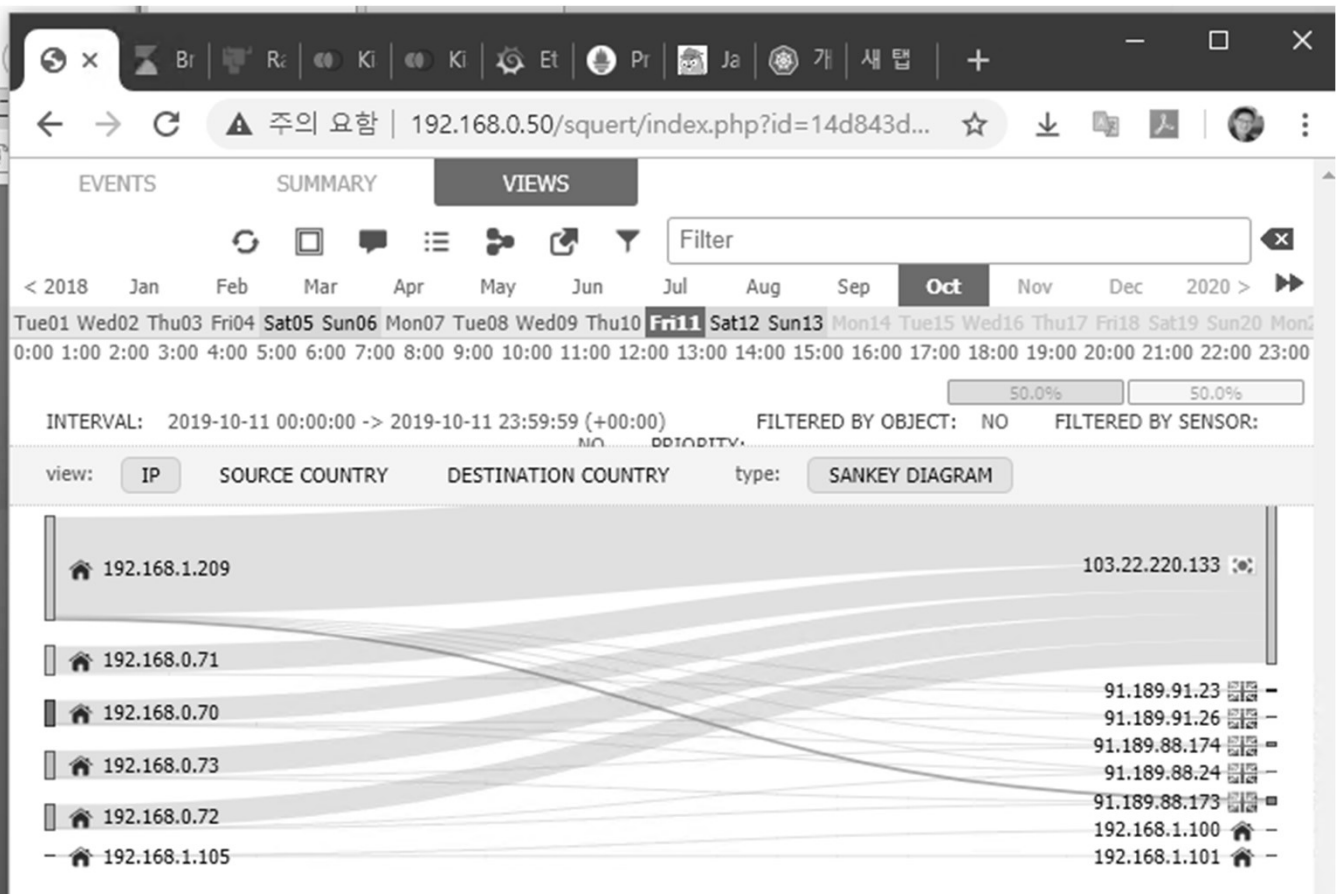 Br Ra Ki Ki Et Pr Ja 개 새 탭
주의 요함 | 192.168.0.50/squert/index.php?id=14d843d...
EVENTS SUMMARY VIEWS
Filter
< 2018 Jan Feb Mar Apr May Jun Jul Aug Sep Oct Nov Dec 2020 >
Tue01 Wed02 Thu03 Fri04 Sat05 Sun06 Mon07 Tue08 Wed09 Thu10 Fri11 Sat12 Sun13 Mon14 Tue15 Wed16 Thu17 Fri18 Sat19 Sun20
0:00 1:00 2:00 3:00 4:00 5:00 6:00 7:00 8:00 9:00 10:00 11:00 12:00 13:00 14:00 15:00 16:00 17:00 18:00 19:00 20:00 21:00 22:00 23:00
50.0% 50.0%
INTERVAL: 2019-10-11 00:00:00 -> 2019-10-11 23:59:59 (+00:00) FILTERED BY OBJECT: NO FILTERED BY SENSOR:
NO PRIORITY:
view: IP SOURCE COUNTRY DESTINATION COUNTRY type: SANKEY DIAGRAM
192.168.1.209 103.22.220.133
192.168.0.71
91.189.91.23
192.168.0.70 91.189.91.26
91.189.88.174
192.168.0.73 91.189.88.24
91.189.88.173
192.168.0.72 192.168.1.100
192.168.1.105 192.168.1.101